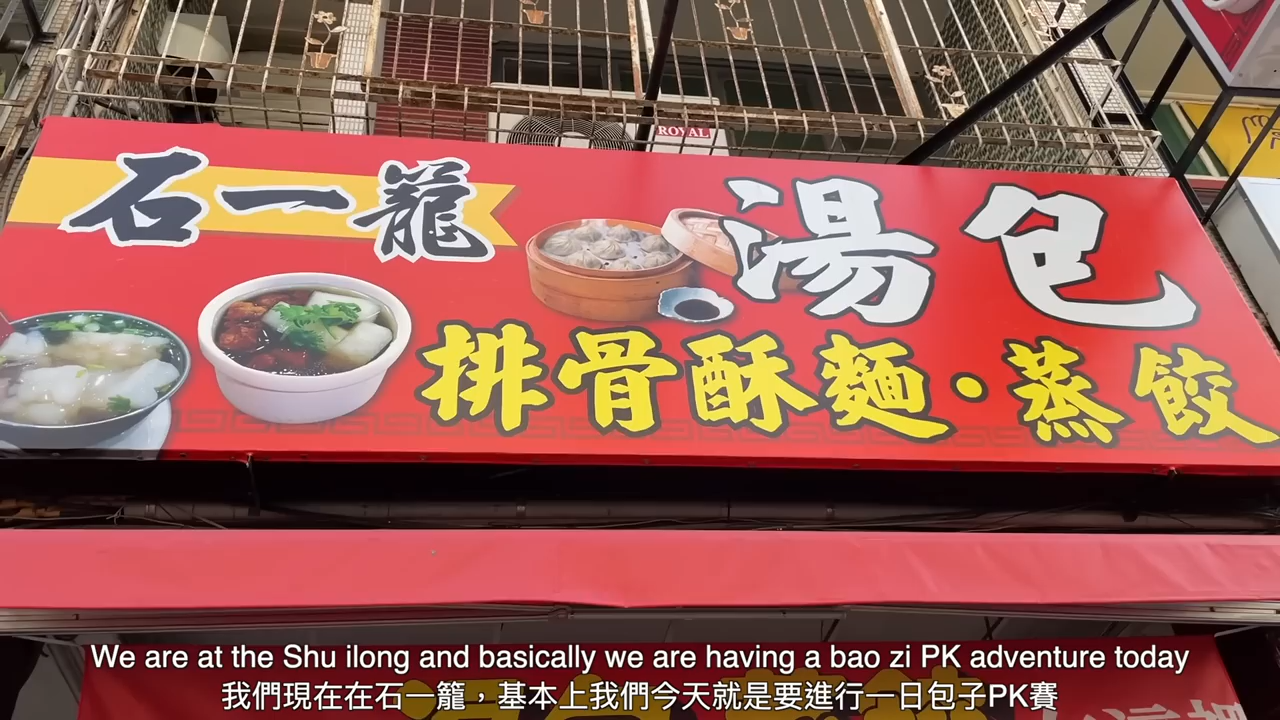 ROYAL
石一籠
湯包
排骨酥麵·蒸餃
We are at the Shu ilong and basically we are having a bao zi PK adventure today
我們現在在石一籠，基本上我們今天就是要進行一日包子PK賽